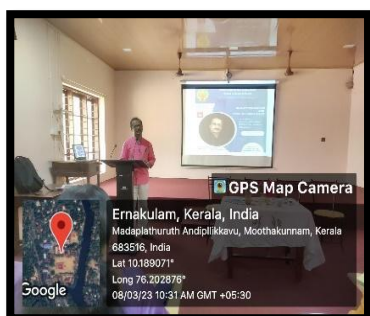 GPS Map Camera
Ernakulam, Kerala, India
Madaplathuruth Andipllikkavu, Moothakunnam, Kerala
683516, India
Lat 10.189071°
Long 76.202876°
08/03/23 10:31 AM GMT +05:30
Google